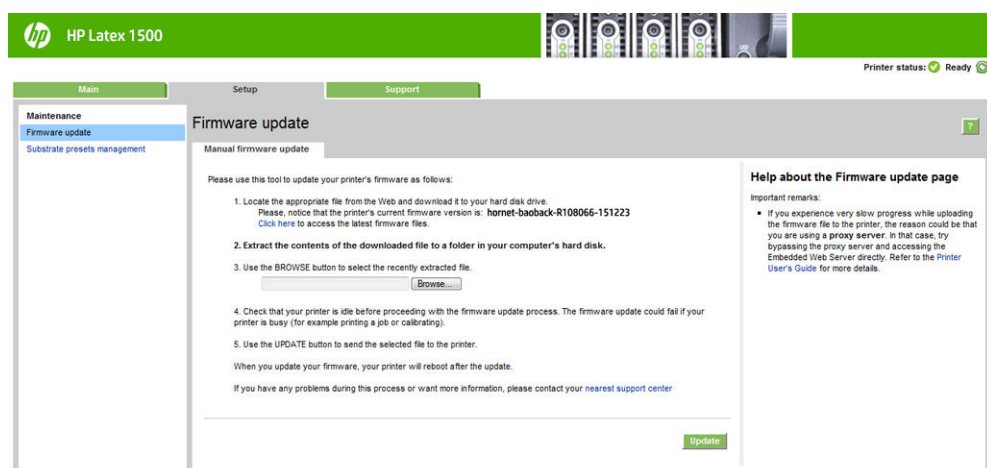 hp HP Latex 1500
Printer status: Ready
Main Setup Support
Maintenance
Firmware update
Substrate presets management
Firmware update
?
Manual firmware update
Please use this tool to update your printer's firmware as follows:
1. Locate the appropriate file from the Web and download it to your hard disk drive.
Please, notice that the printer's current firmware version is: hornet-baoback-R108066-151223
Click here to access the latest firmware files.
2. Extract the contents of the downloaded file to a folder in your computer's hard disk.
3. Use the BROWSE button to select the recently extracted file.
Browse...
4. Check that your printer is idle before proceeding with the firmware update process. The firmware update could fail if your
printer is busy (for example printing a job or calibrating).
5. Use the UPDATE button to send the selected file to the printer.
When you update your firmware, your printer will reboot after the update.
If you have any problems during this process or want more information, please contact your nearest support center
Update
Help about the Firmware update page
Important remarks:
If you experience very slow progress while uploading
the firmware file to the printer, the reason could be that
you are using a proxy server. In that case, try
bypassing the proxy server and accessing the
Embedded Web Server directly. Refer to the Printer
User's Guide for more details.